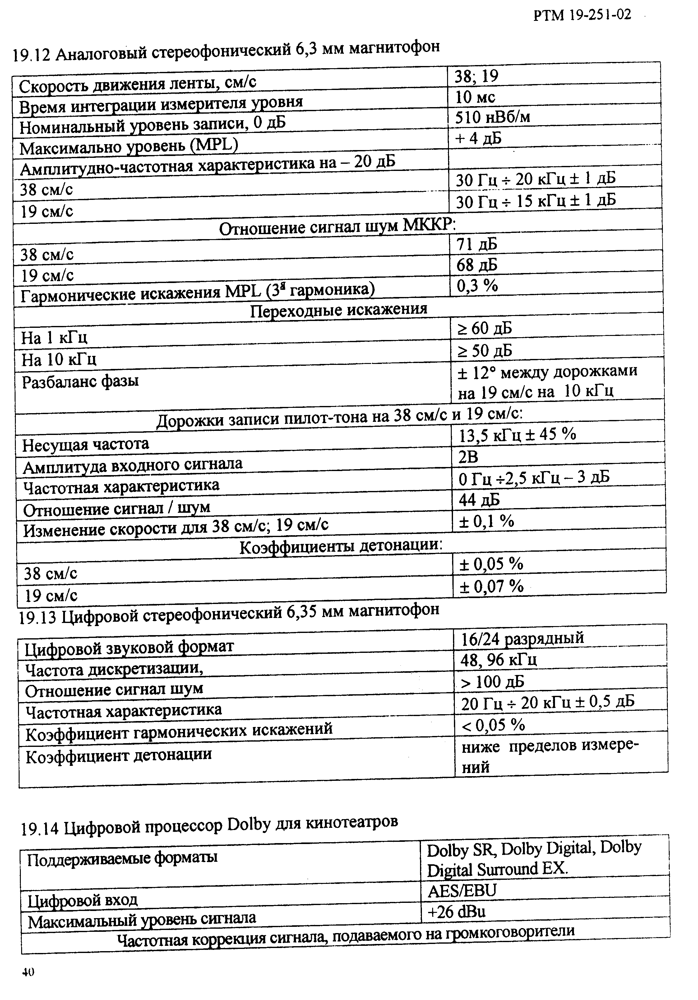 РТМ 19-251-02
19.12 Аналоговый стереофонический 6,3 мм магнитофон
Скорость движения ленты, см/с 38; 19
Время интеграции измерителя уровня 10 мс
Номинальный уровень записи, 0 дБ 510 нВб/м
Максимально уровень (MPL) + 4 дБ
Амплитудно-частотная характеристика на – 20 дБ
38 см/с 30 Гц ÷ 20 кГц ± 1 дБ
19 см/с 30 Гц ÷ 15 кГц ± 1 дБ
Отношение сигнал шум МККР:
38 см/с 71 дБ
19 см/с 68 дБ
Гармонические искажения MPL (3я гармоника) 0,3 %
Переходные искажения
На 1 кГц ≥ 60 дБ
На 10 кГц ≥ 50 дБ
Разбаланс фазы ± 12° между дорожками
на 19 см/с на 10 кГц
Дорожки записи пилот-тона на 38 см/с и 19 см/с:
Несущая частота 13,5 кГц ± 45 %
Амплитуда входного сигнала 2В
Частотная характеристика 0 Гц ÷2,5 кГц – 3 дБ
Отношение сигнал / шум 44 дБ
Изменение скорости для 38 см/с; 19 см/с ± 0,1 %
Коэффициенты детонации:
38 см/с ± 0,05 %
19 см/с ± 0,07 %
19.13 Цифровой стереофонический 6,35 мм магнитофон
Цифровой звуковой формат 16/24 разрядный
Частота дискретизации, 48, 96 кГц
Отношение сигнал шум > 100 дБ
Частотная характеристика 20 Гц ÷ 20 кГц ± 0,5 дБ
Коэффициент гармонических искажений < 0,05 %
Коэффициент детонации ниже пределов измере-
ний
19.14 Цифровой процессор Dolby для кинотеатров
Поддерживаемые форматы Dolby SR, Dolby Digital, Dolby
Digital Surround EX.
Цифровой вход AES/EBU
Максимальный уровень сигнала +26 dBu
Частотная коррекция сигнала, подаваемого на громкоговорители
40